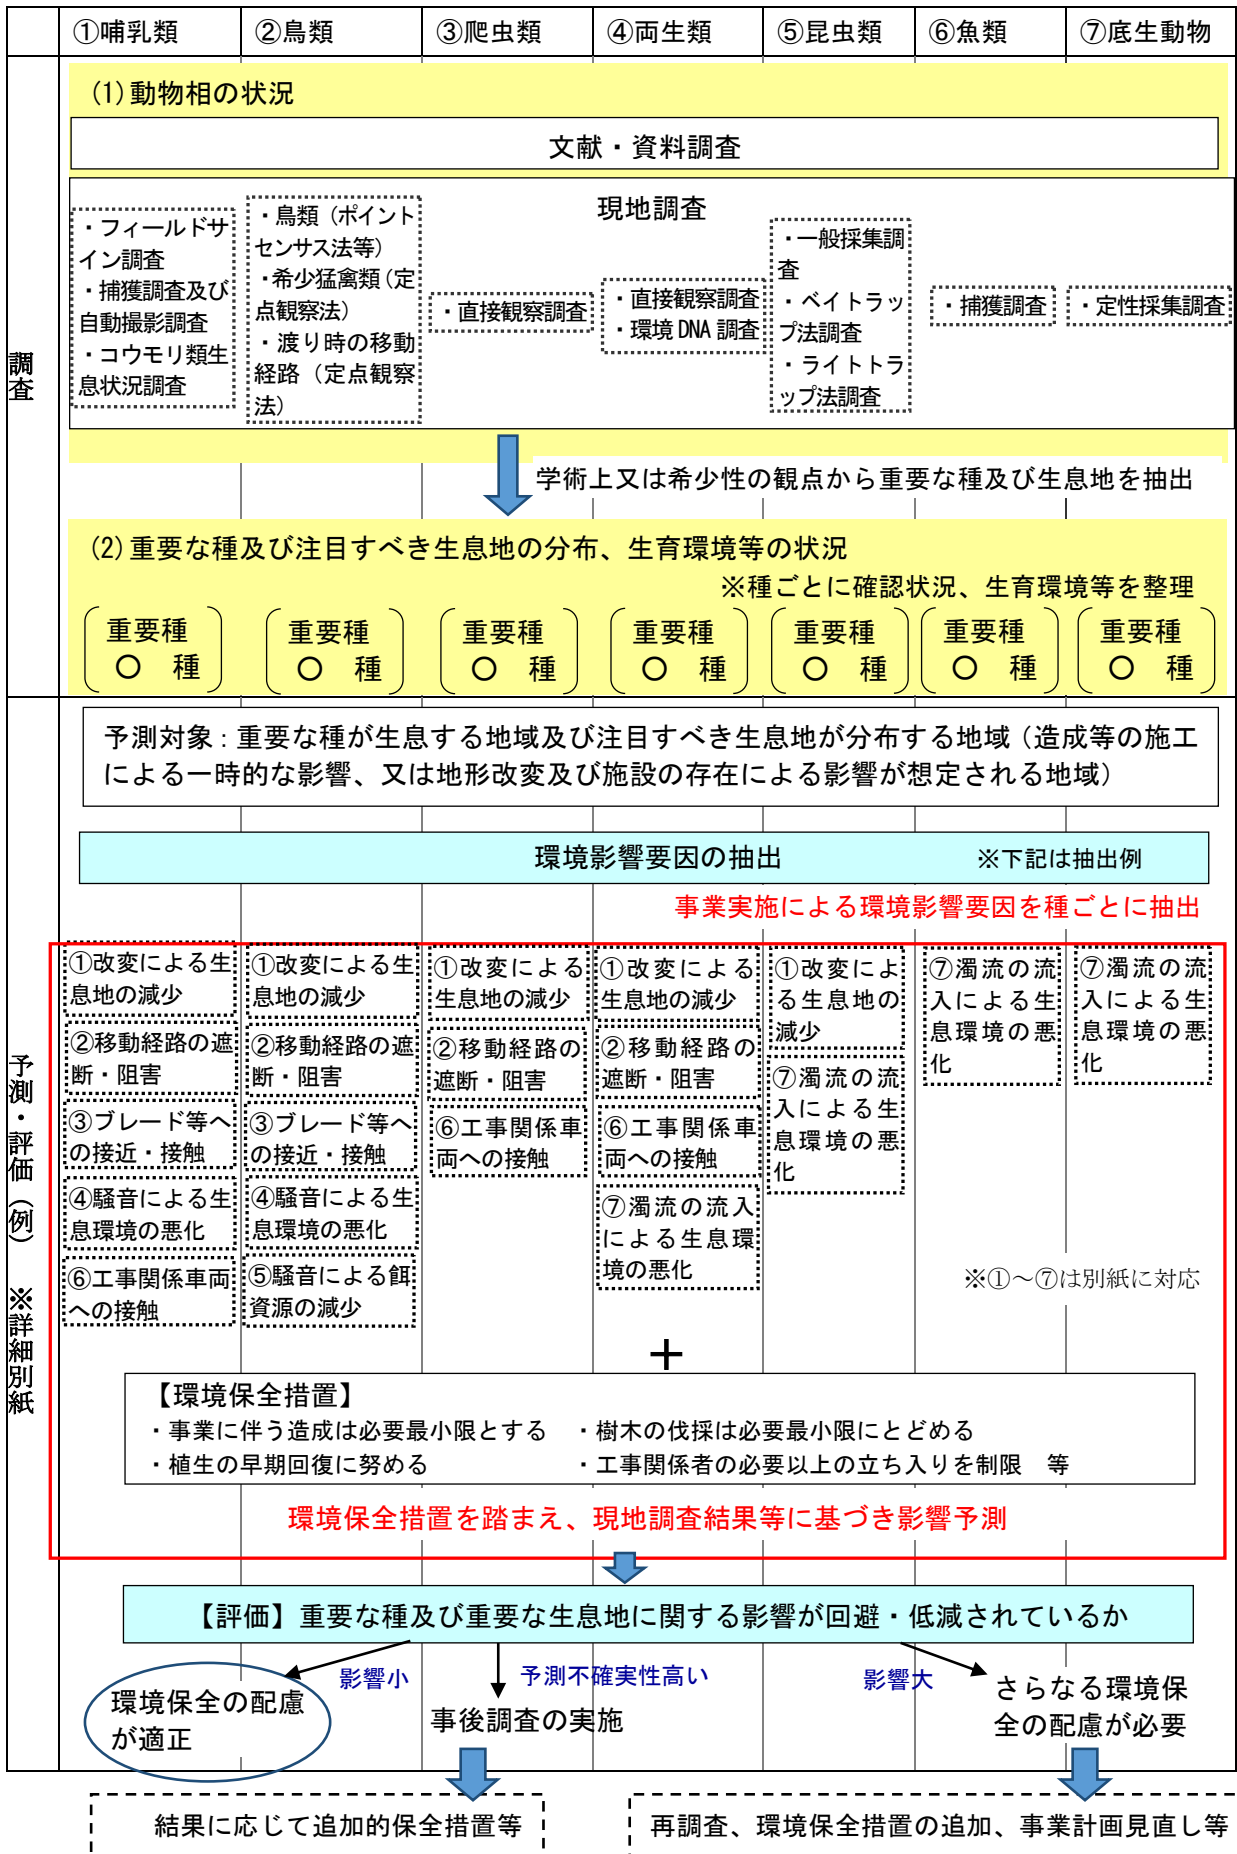 ①哺乳類 ②鳥類 ③爬虫類 ④両生類 ⑤昆虫類 ⑥魚類 ⑦底生動物
調査
(1)動物相の状況
文献・資料調査
現地調査
・フィールドサ
イン調査
・捕獲調査及び
自動撮影調査
・コウモリ類生
息状況調査
・鳥類（ポイント
センサス法等）
・希少猛禽類（定
点観察法）
・渡り時の移動
経路（定点観察
法）
・直接観察調査
・直接観察調査
・環境 DNA 調査
・一般採集調
査
・ベイトラッ
プ法調査
・ライトトラ
ップ法調査
・捕獲調査
・定性採集調査
学術上又は希少性の観点から重要な種及び生息地を抽出
(2)重要な種及び注目すべき生息地の分布、生育環境等の状況
※種ごとに確認状況、生育環境等を整理
重要種 重要種 重要種 重要種 重要種 重要種 重要種
〇　種 〇　種 〇　種 〇　種 〇　種 〇　種 〇　種
予測・評価（例）　※詳細別紙
予測対象：重要な種が生息する地域及び注目すべき生息地が分布する地域（造成等の施工
による一時的な影響、又は地形改変及び施設の存在による影響が想定される地域）
環境影響要因の抽出　※下記は抽出例
事業実施による環境影響要因を種ごとに抽出
①改変による生
息地の減少
②移動経路の遮
断・阻害
③ブレード等へ
の接近・接触
④騒音による生
息環境の悪化
⑥工事関係車両
への接触
①改変による生
息地の減少
②移動経路の遮
断・阻害
③ブレード等へ
の接近・接触
④騒音による生
息環境の悪化
⑤騒音による餌
資源の減少
①改変による
生息地の減少
②移動経路の
遮断・阻害
⑥工事関係車
両への接触
①改変による
生息地の減少
②移動経路の
遮断・阻害
⑥工事関係車
両への接触
⑦濁流の流入
による生息環
境の悪化
①改変によ
る生息地の
減少
⑦濁流の流
入による生
息環境の悪
化
⑦濁流の流
入による生
息環境の悪
化
⑦濁流の流
入による生
息環境の悪
化
※①～⑦は別紙に対応
＋
【環境保全措置】
・事業に伴う造成は必要最小限とする　・樹木の伐採は必要最小限にとどめる
・植生の早期回復に努める　・工事関係者の必要以上の立ち入りを制限　等
環境保全措置を踏まえ、現地調査結果等に基づき影響予測
【評価】重要な種及び重要な生息地に関する影響が回避・低減されているか
影響小 予測不確実性高い 影響大
環境保全の配慮
が適正
事後調査の実施
さらなる環境保
全の配慮が必要
結果に応じて追加的保全措置等
再調査、環境保全措置の追加、事業計画見直し等